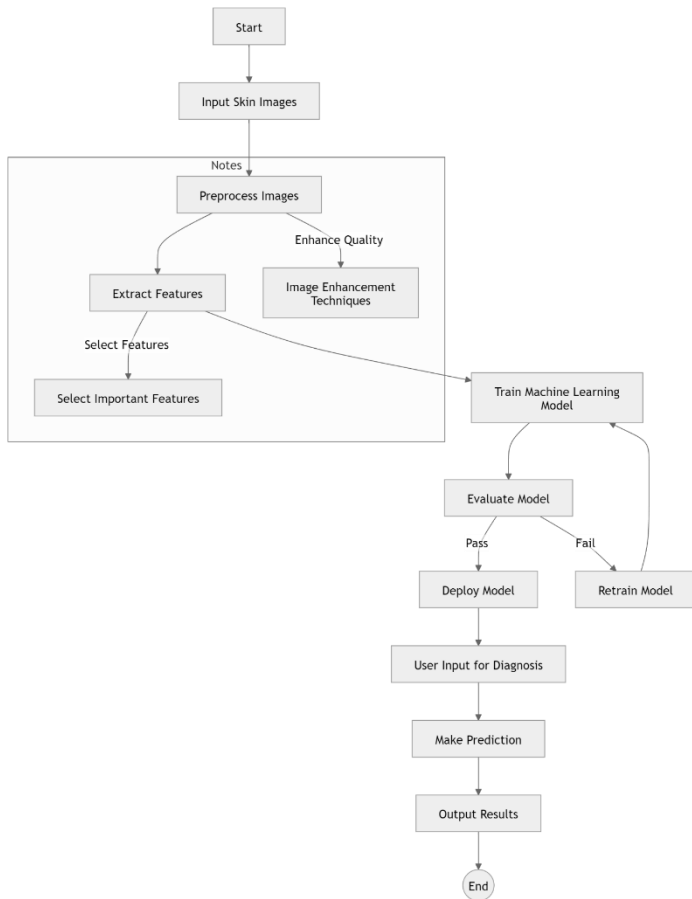 Start
Input Skin Images
Notes
Preprocess Images
Enhance Quality
Extract Features
Image Enhancement
Techniques
Select Features
Select Important Features
Train Machine Learning
Model
Evaluate Model
Pass
Fail
Deploy Model
Retrain Model
User Input for Diagnosis
Make Prediction
Output Results
End